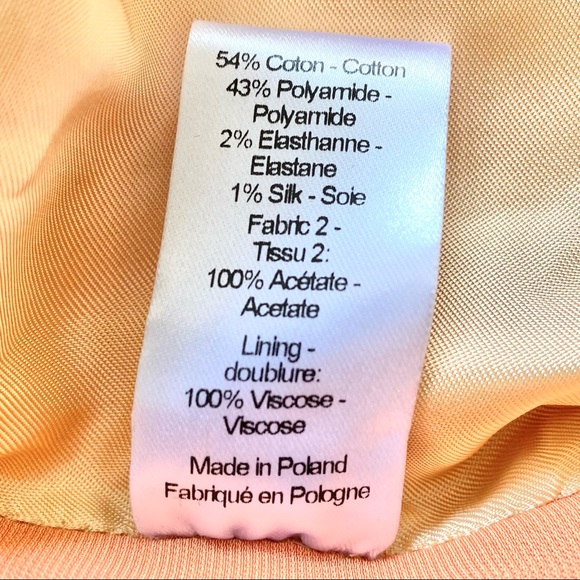 54% Coton - Cotton
43% Polyamide -
Polyamide
2% Elasthanne -
Elastane
1% Silk - Soie
Fabric 2 -
Tissu 2:
100% Acétate -
Acetate
Lining -
doublure:
100% Viscose -
Viscose
Made in Poland
Fabriqué en Pologne